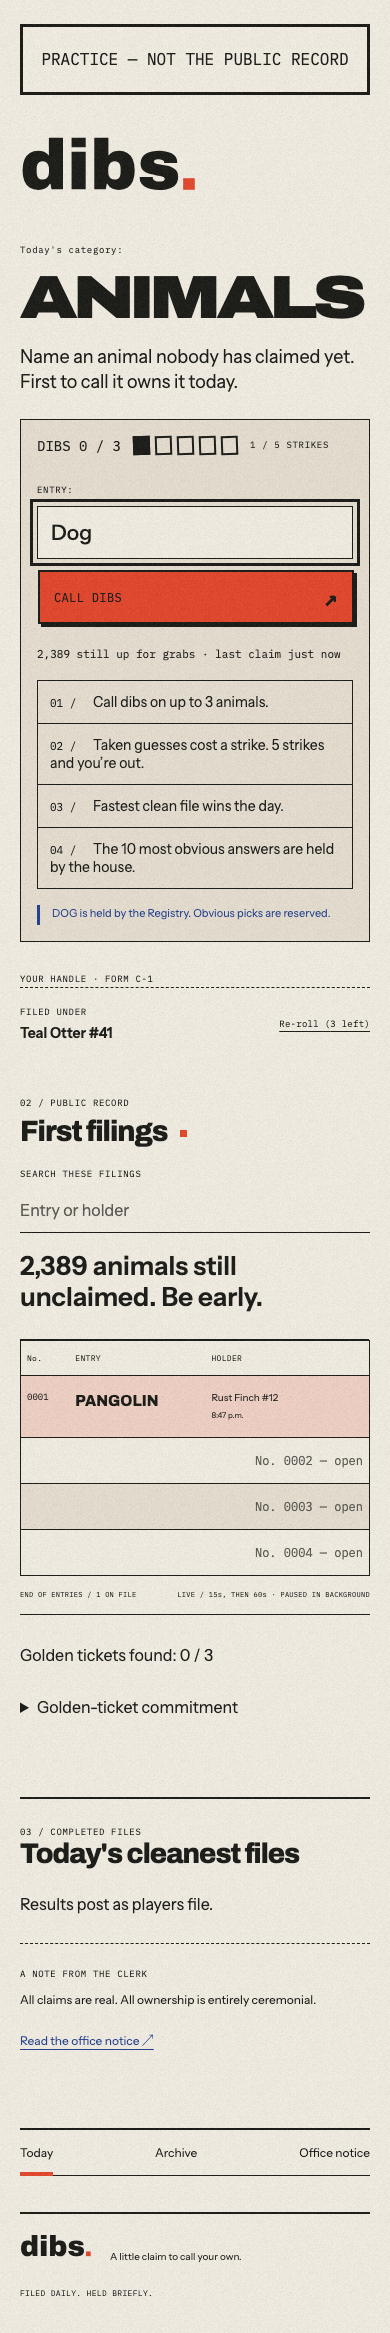 PRACTICE — NOT THE PUBLIC RECORD
dibs.
Today's category:
ANIMALS
Name an animal nobody has claimed yet.
First to call it owns it today.
DIBS 0 / 3
1 / 5 STRIKES
ENTRY:
Dog
CALL DIBS ↗
2,389 still up for grabs · last claim just now
01 / Call dibs on up to 3 animals.
02 / Taken guesses cost a strike. 5 strikes
and you're out.
03 / Fastest clean file wins the day.
04 / The 10 most obvious answers are held
by the house.
DOG is held by the Registry. Obvious picks are reserved.
YOUR HANDLE · FORM C-1
FILED UNDER
Teal Otter #41
Re-roll (3 left)
02 / PUBLIC RECORD
First filings
SEARCH THESE FILINGS
Entry or holder
2,389 animals still
unclaimed. Be early.
No. ENTRY HOLDER
0001 PANGOLIN Rust Finch #12
8:47 p.m.
No. 0002 — open
No. 0003 — open
No. 0004 — open
END OF ENTRIES / 1 ON FILE
LIVE / 15s, THEN 60s · PAUSED IN BACKGROUND
Golden tickets found: 0 / 3
▶ Golden-ticket commitment
03 / COMPLETED FILES
Today's cleanest files
Results post as players file.
A NOTE FROM THE CLERK
All claims are real. All ownership is entirely ceremonial.
Read the office notice ↗
Today Archive Office notice
dibs. A little claim to call your own.
FILED DAILY. HELD BRIEFLY.